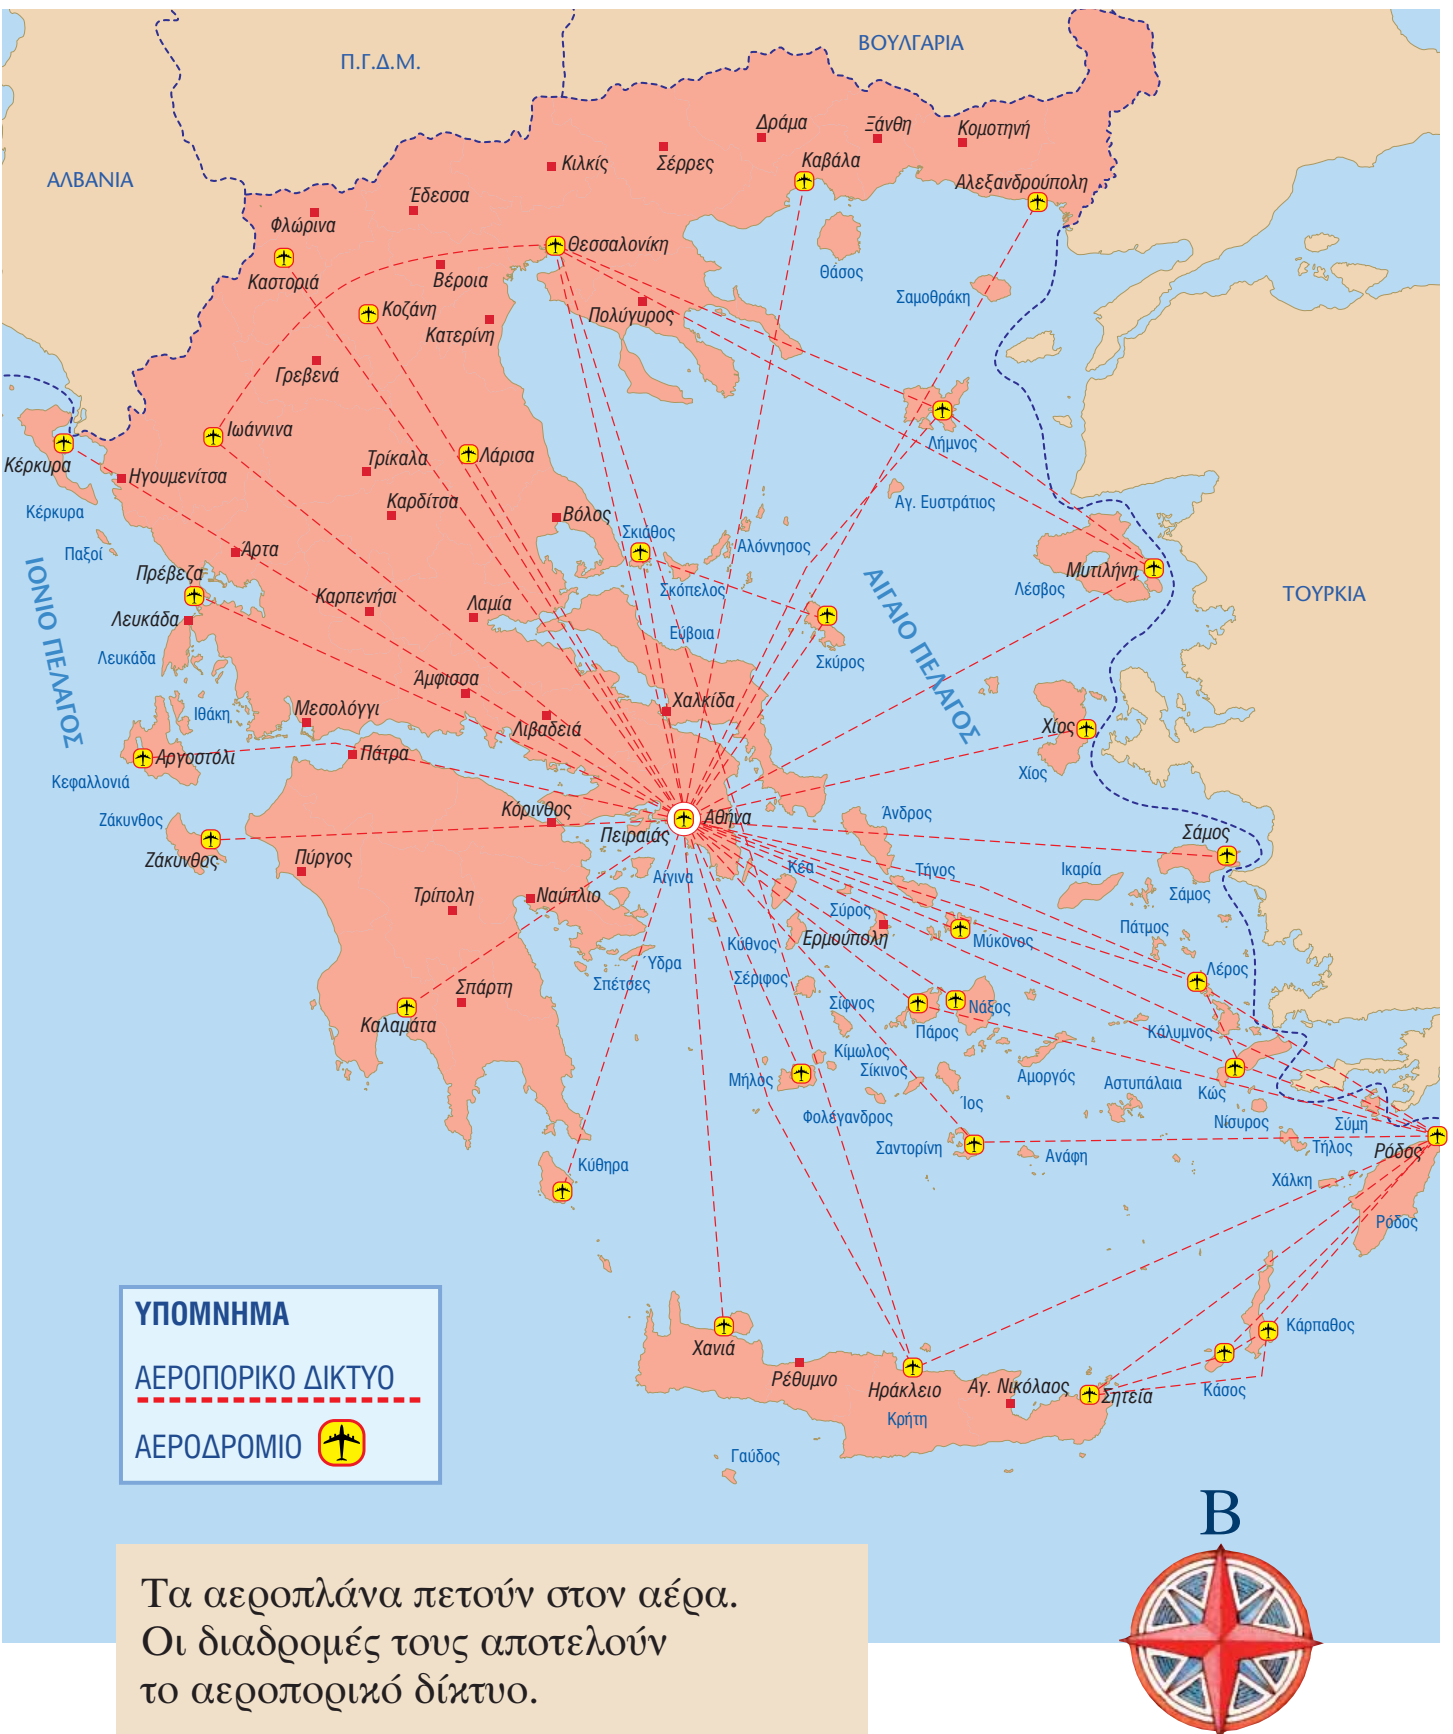 Π.Γ.Δ.Μ.
ΒΟΥΛΓΑΡΙΑ
ΑΛΒΑΝΙΑ
Δράμα
Ξάνθη
Κομοτηνή
Κιλκίς
Σέρρες
Καβάλα
Αλεξανδρούπολη
Έδεσσα
Φλώρινα
Θεσσαλονίκη
Καστοριά
Βέροια
Θάσος
Σαμοθράκη
Κοζάνη
Πολύγυρος
Κατερίνη
Γρεβενά
Ιωάννινα
Λήμνος
Κέρκυρα
Ηγουμενίτσα
Τρίκαλα
Λάρισα
Κέρκυρα
Καρδίτσα
Βόλος
Αγ. Ευστράτιος
Παξοί
Άρτα
Σκιάθος
Αλόννησος
Πρέβεζα
Σκόπελος
Μυτιλήνη
Λέσβος
ΤΟΥΡΚΙΑ
ΙΟΝΙΟ ΠΕΛΑΓΟΣ
ΑΙΓΑΙΟ ΠΕΛΑΓΟΣ
Καρπενήσι
Λαμία
Λευκάδα
Εύβοια
Λευκάδα
Σκύρος
Άμφισσα
Ιθάκη
Μεσολόγγι
Λιβαδειά
Χαλκίδα
Χίος
Αργοστόλι
Πάτρα
Κεφαλλονιά
Χίος
Ζάκυνθος
Κόρινθος
Πειραιάς
Αθήνα
Άνδρος
Σάμος
Ζάκυνθος
Πύργος
Αίγινα
Κέα
Τήνος
Ικαρία
Σάμος
Τρίπολη
Ναύπλιο
Σύρος
Ερμούπολη
Μύκονος
Πάτμος
Κύθνος
Ύδρα
Σπέτσες
Σέριφος
Λέρος
Σπάρτη
Καλαμάτα
Σίφνος
Πάρος
Νάξος
Κάλυμνος
Κίμωλος
Μήλος
Σίκινος
Αμοργός
Αστυπάλαια
Κώς
Φολέγανδρος
Ίος
Νίσυρος
Σύμη
Σαντορίνη
Ανάφη
Τήλος
Ρόδος
Κύθηρα
Χάλκη
Ρόδος
ΥΠΟΜΝΗΜΑ
ΑΕΡΟΠΟΡΙΚΟ ΔΙΚΤΥΟ
ΑΕΡΟΔΡΟΜΙΟ
Χανιά
Ρέθυμνο
Ηράκλειο
Κρήτη
Αγ. Νικόλαος
Σητεία
Κάρπαθος
Κάσος
Γαύδος
Β
Τα αεροπλάνα πετούν στον αέρα.
Οι διαδρομές τους αποτελούν
το αεροπορικό δίκτυο.